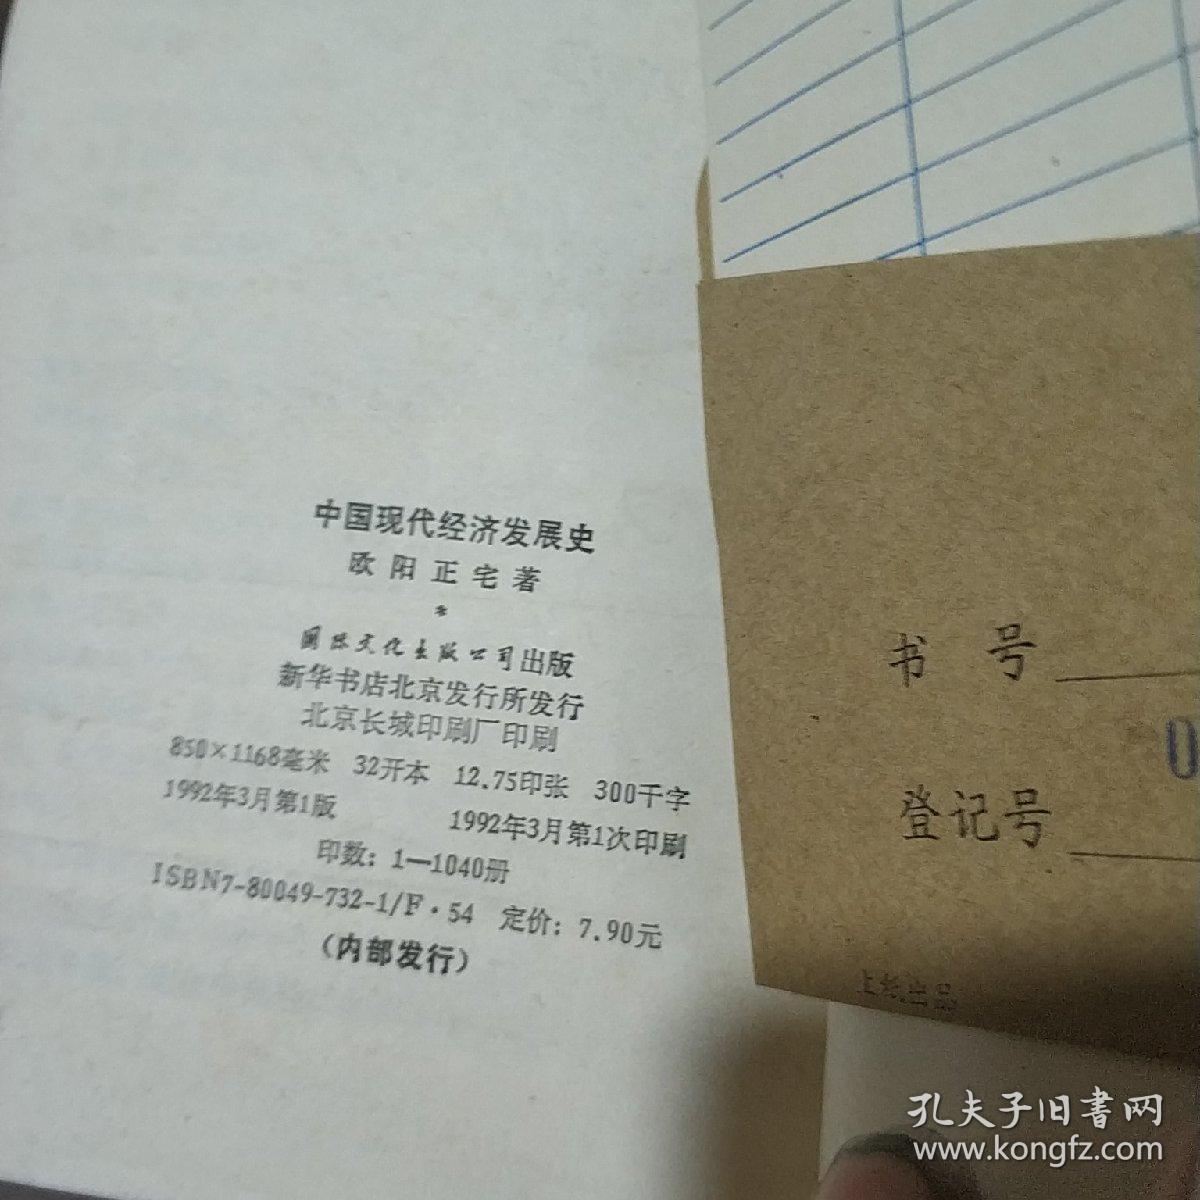 中国现代经济发展史
欧阳正宅著
*
国际文化出版公司出版
新华书店北京发行所发行
北京长城印刷厂印刷
850×1168毫米 32开本 12.75印张 300千字
1992年3月第1版 1992年3月第1次印刷
印数：1—1040册
ISBN7-80049-732-1/F·54 定价：7.90元
（内部发行）
书 号
0
登记号
孔夫子旧書网
www.kongfz.com